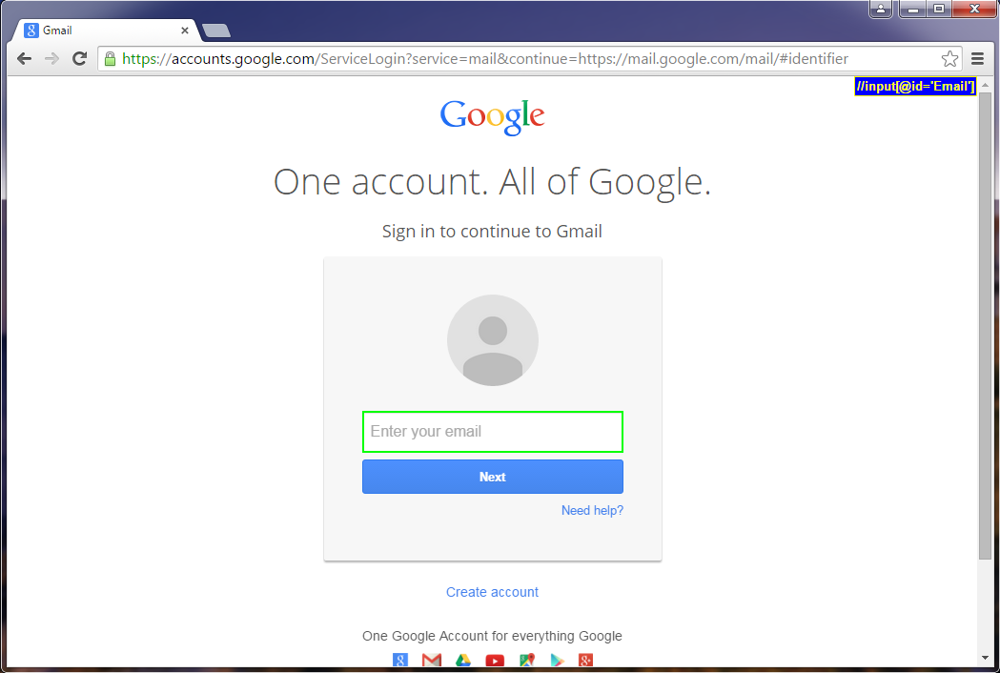 Gmail
https://accounts.google.com/ServiceLogin?service=mail&continue=https://mail.google.com/mail/#identifier
//input[@id='Email']
Google
One account. All of Google.
Sign in to continue to Gmail
Enter your email
Next
Need help?
Create account
One Google Account for everything Google